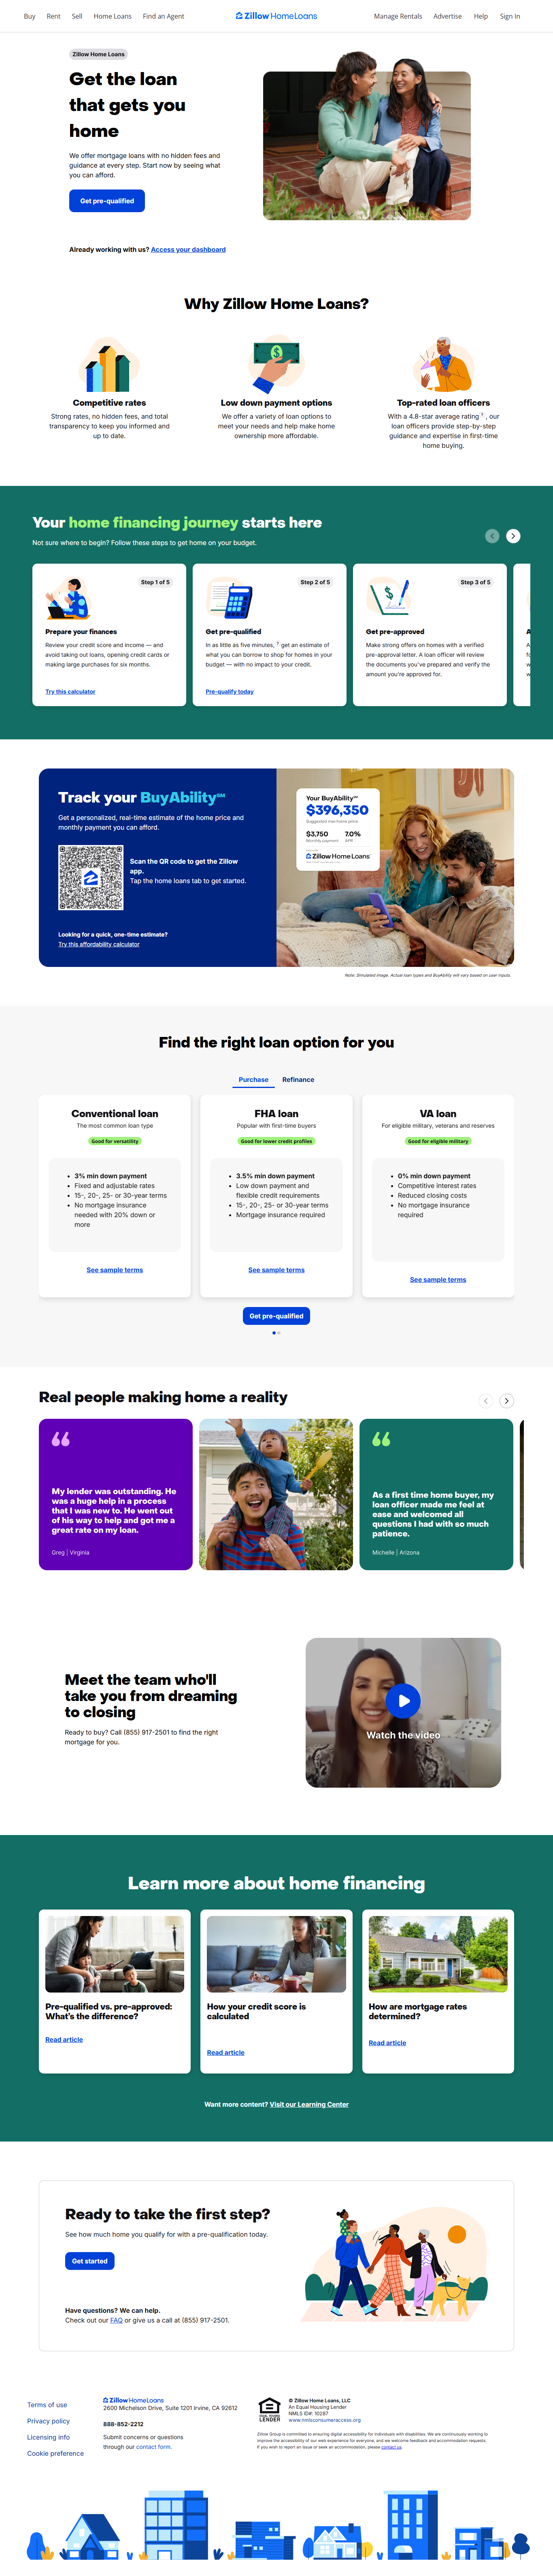 Buy Rent Sell Home Loans Find an Agent Zillow Home Loans Manage Rentals Advertise Help Sign In
Zillow Home Loans
Get the loan
that gets you
home
We offer mortgage loans with no hidden fees and
guidance at every step. Start now by seeing what
you can afford.
Get pre-qualified
Already working with us? Access your dashboard
Why Zillow Home Loans?
Competitive rates
Strong rates, no hidden fees, and total
transparency to keep you informed and
up to date.
Low down payment options
We offer a variety of loan options to
meet your needs and help make home
ownership more affordable.
Top-rated loan officers
With a 4.8-star average rating †, our
loan officers provide step-by-step
guidance and expertise in first-time
home buying.
Your home financing journey starts here
Not sure where to begin? Follow these steps to get home on your budget.
Step 1 of 5
Prepare your finances
Review your credit score and income — and
avoid taking out loans, opening credit cards or
making large purchases for six months.
Try this calculator
Step 2 of 5
Get pre-qualified
In as little as five minutes, † get an estimate of
what you can borrow to shop for homes in your
budget — with no impact to your credit.
Pre-qualify today
Step 3 of 5
Get pre-approved
Make strong offers on homes with a verified
pre-approval letter. A loan officer will review
the documents you've prepared and verify the
amount you're approved for.
Track your BuyAbility℠
Get a personalized, real-time estimate of the home price and
monthly payment you can afford.
Scan the QR code to get the Zillow
app.
Tap the home loans tab to get started.
Looking for a quick, one-time estimate?
Try this affordability calculator
Your BuyAbility℠
$396,350
Suggested max home price
$3,750 7.0%
Monthly payment APR
Zillow Home Loans
Note: Simulated image. Actual loan types and BuyAbility will vary based on user inputs.
Find the right loan option for you
Purchase Refinance
Conventional loan
The most common loan type
Good for versatility
• 3% min down payment
• Fixed and adjustable rates
• 15-, 20-, 25- or 30-year terms
• No mortgage insurance
needed with 20% down or
more
See sample terms
FHA loan
Popular with first-time buyers
Good for lower credit profiles
• 3.5% min down payment
• Low down payment and
flexible credit requirements
• 15-, 20-, 25- or 30-year terms
• Mortgage insurance required
See sample terms
VA loan
For eligible military, veterans and reserves
Good for eligible military
• 0% min down payment
• Competitive interest rates
• Reduced closing costs
• No mortgage insurance
required
See sample terms
Get pre-qualified
Real people making home a reality
My lender was outstanding. He
was a huge help in a process
that I was new to. He went out
of his way to help and got me a
great rate on my loan.
Greg | Virginia
As a first time home buyer, my
loan officer made me feel at
ease and welcomed all
questions I had with so much
patience.
Michelle | Arizona
Meet the team who'll
take you from dreaming
to closing
Ready to buy? Call (855) 917-2501 to find the right
mortgage for you.
Watch the video
Learn more about home financing
Pre-qualified vs. pre-approved:
What's the difference?
Read article
How your credit score is
calculated
Read article
How are mortgage rates
determined?
Read article
Want more content? Visit our Learning Center
Ready to take the first step?
See how much home you qualify for with a pre-qualification today.
Get started
Have questions? We can help.
Check out our FAQ or give us a call at (855) 917-2501.
Terms of use
Privacy policy
Licensing info
Cookie preference
Zillow Home Loans
2600 Michelson Drive, Suite 1201 Irvine, CA 92612
888-852-2212
Submit concerns or questions
through our contact form.
EQUAL HOUSING
LENDER
© Zillow Home Loans, LLC
An Equal Housing Lender
NMLS ID#: 10287
www.nmlsconsumeraccess.org
Zillow Group is committed to ensuring digital accessibility for individuals with disabilities. We are continuously working to
improve the accessibility of our web experience for everyone, and we welcome feedback and accommodation requests.
If you wish to report an issue or seek an accommodation, please contact us.